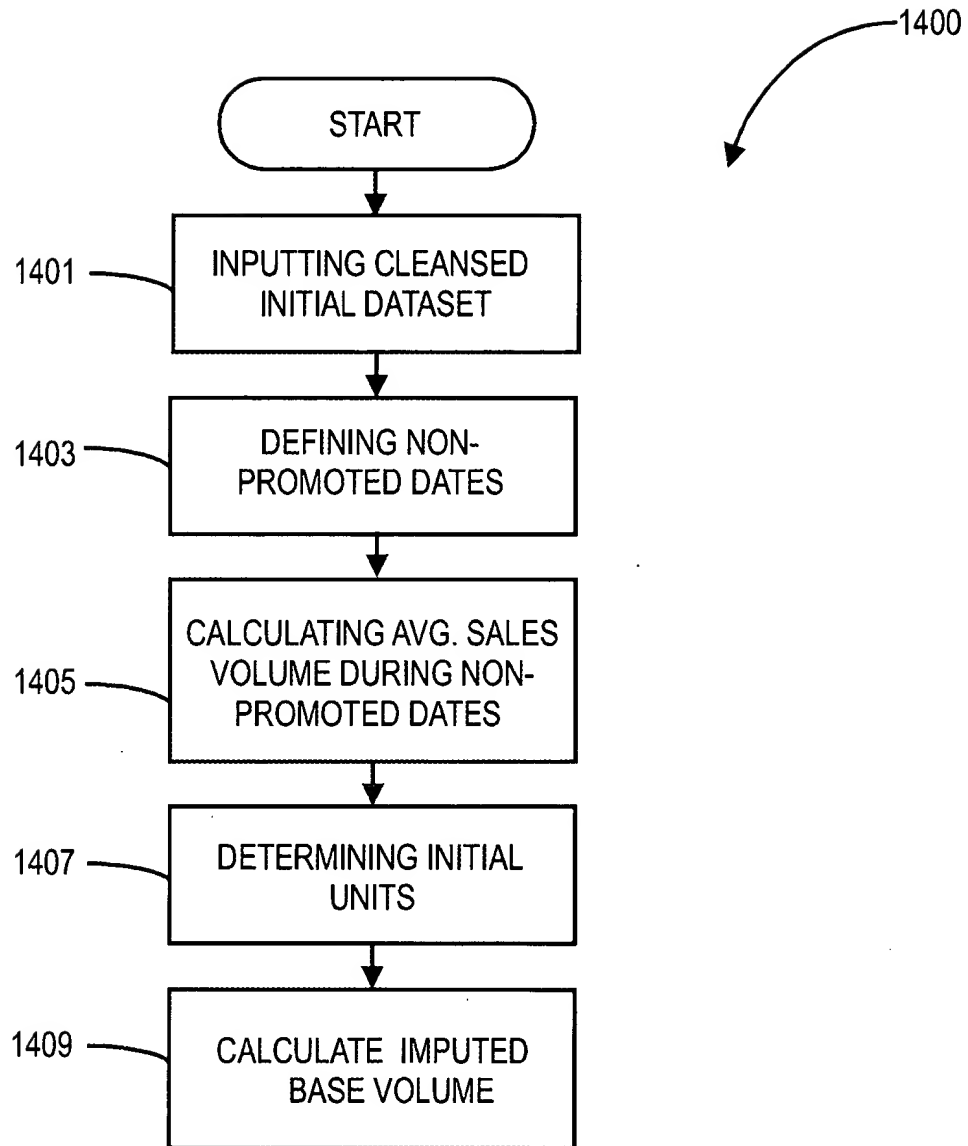 1400
START
1401
INPUTTING CLEANSED
INITIAL DATASET
1403
DEFINING NON-
PROMOTED DATES
1405
CALCULATING AVG. SALES
VOLUME DURING NON-
PROMOTED DATES
1407
DETERMINING INITIAL
UNITS
1409
CALCULATE IMPUTED
BASE VOLUME